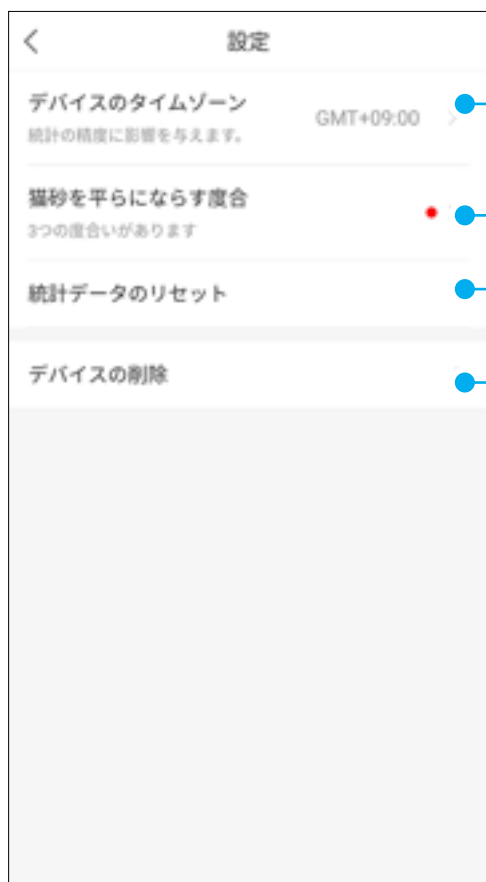 設定
デバイスのタイムゾーン
GMT+09:00
統計の精度に影響を与えます。
猫砂を平らにならす度合
3つの度合いがあります
統計データのリセット
デバイスの削除